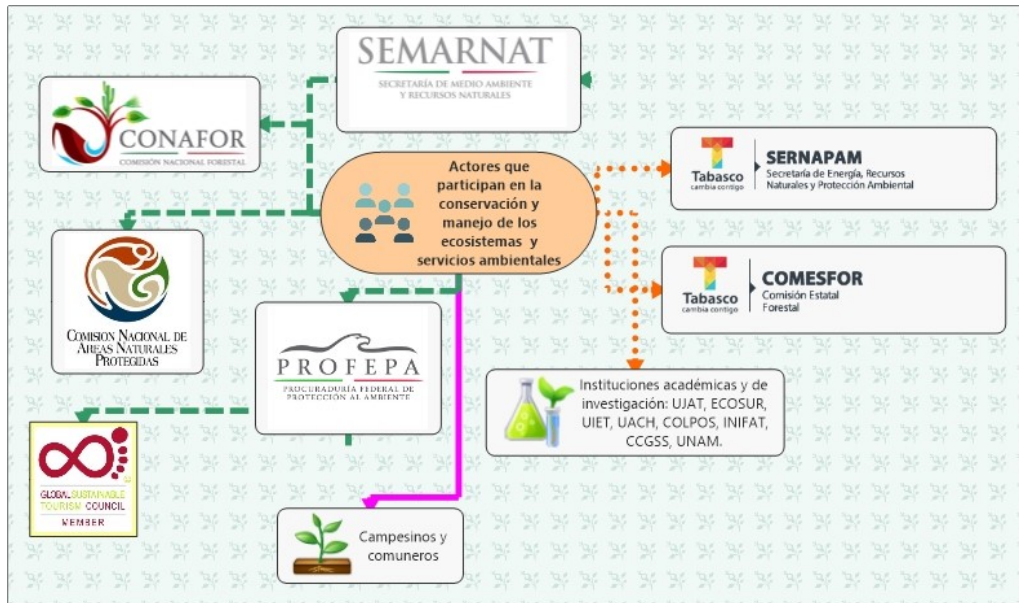 SEMARNAT
SECRETARÍA DE MEDIO AMBIENTE
Y RECURSOS NATURALES
CONAFOR
COMISIÓN NACIONAL FORESTAL
Actores que
participan en la
conservación y
manejo de los
ecosistemas y
servicios ambientales
Tabasco
cambia contigo
SERNAPAM
Secretaría de Energía, Recursos
Naturales y Protección Ambiental
COMISION NACIONAL DE
AREAS NATURALES
PROTEGIDAS
Tabasco
cambia contigo
COMESFOR
Comisión Estatal
Forestal
PROFEPA
PROCURADURÍA FEDERAL DE
PROTECCIÓN AL AMBIENTE
Instituciones académicas y de
investigación: UJAT, ECOSUR,
UIET, UACH, COLPOS, INIFAT,
CCGSS, UNAM.
GLOBAL SUSTAINABLE
TOURISM COUNCIL
MEMBER
Campesinos y
comuneros